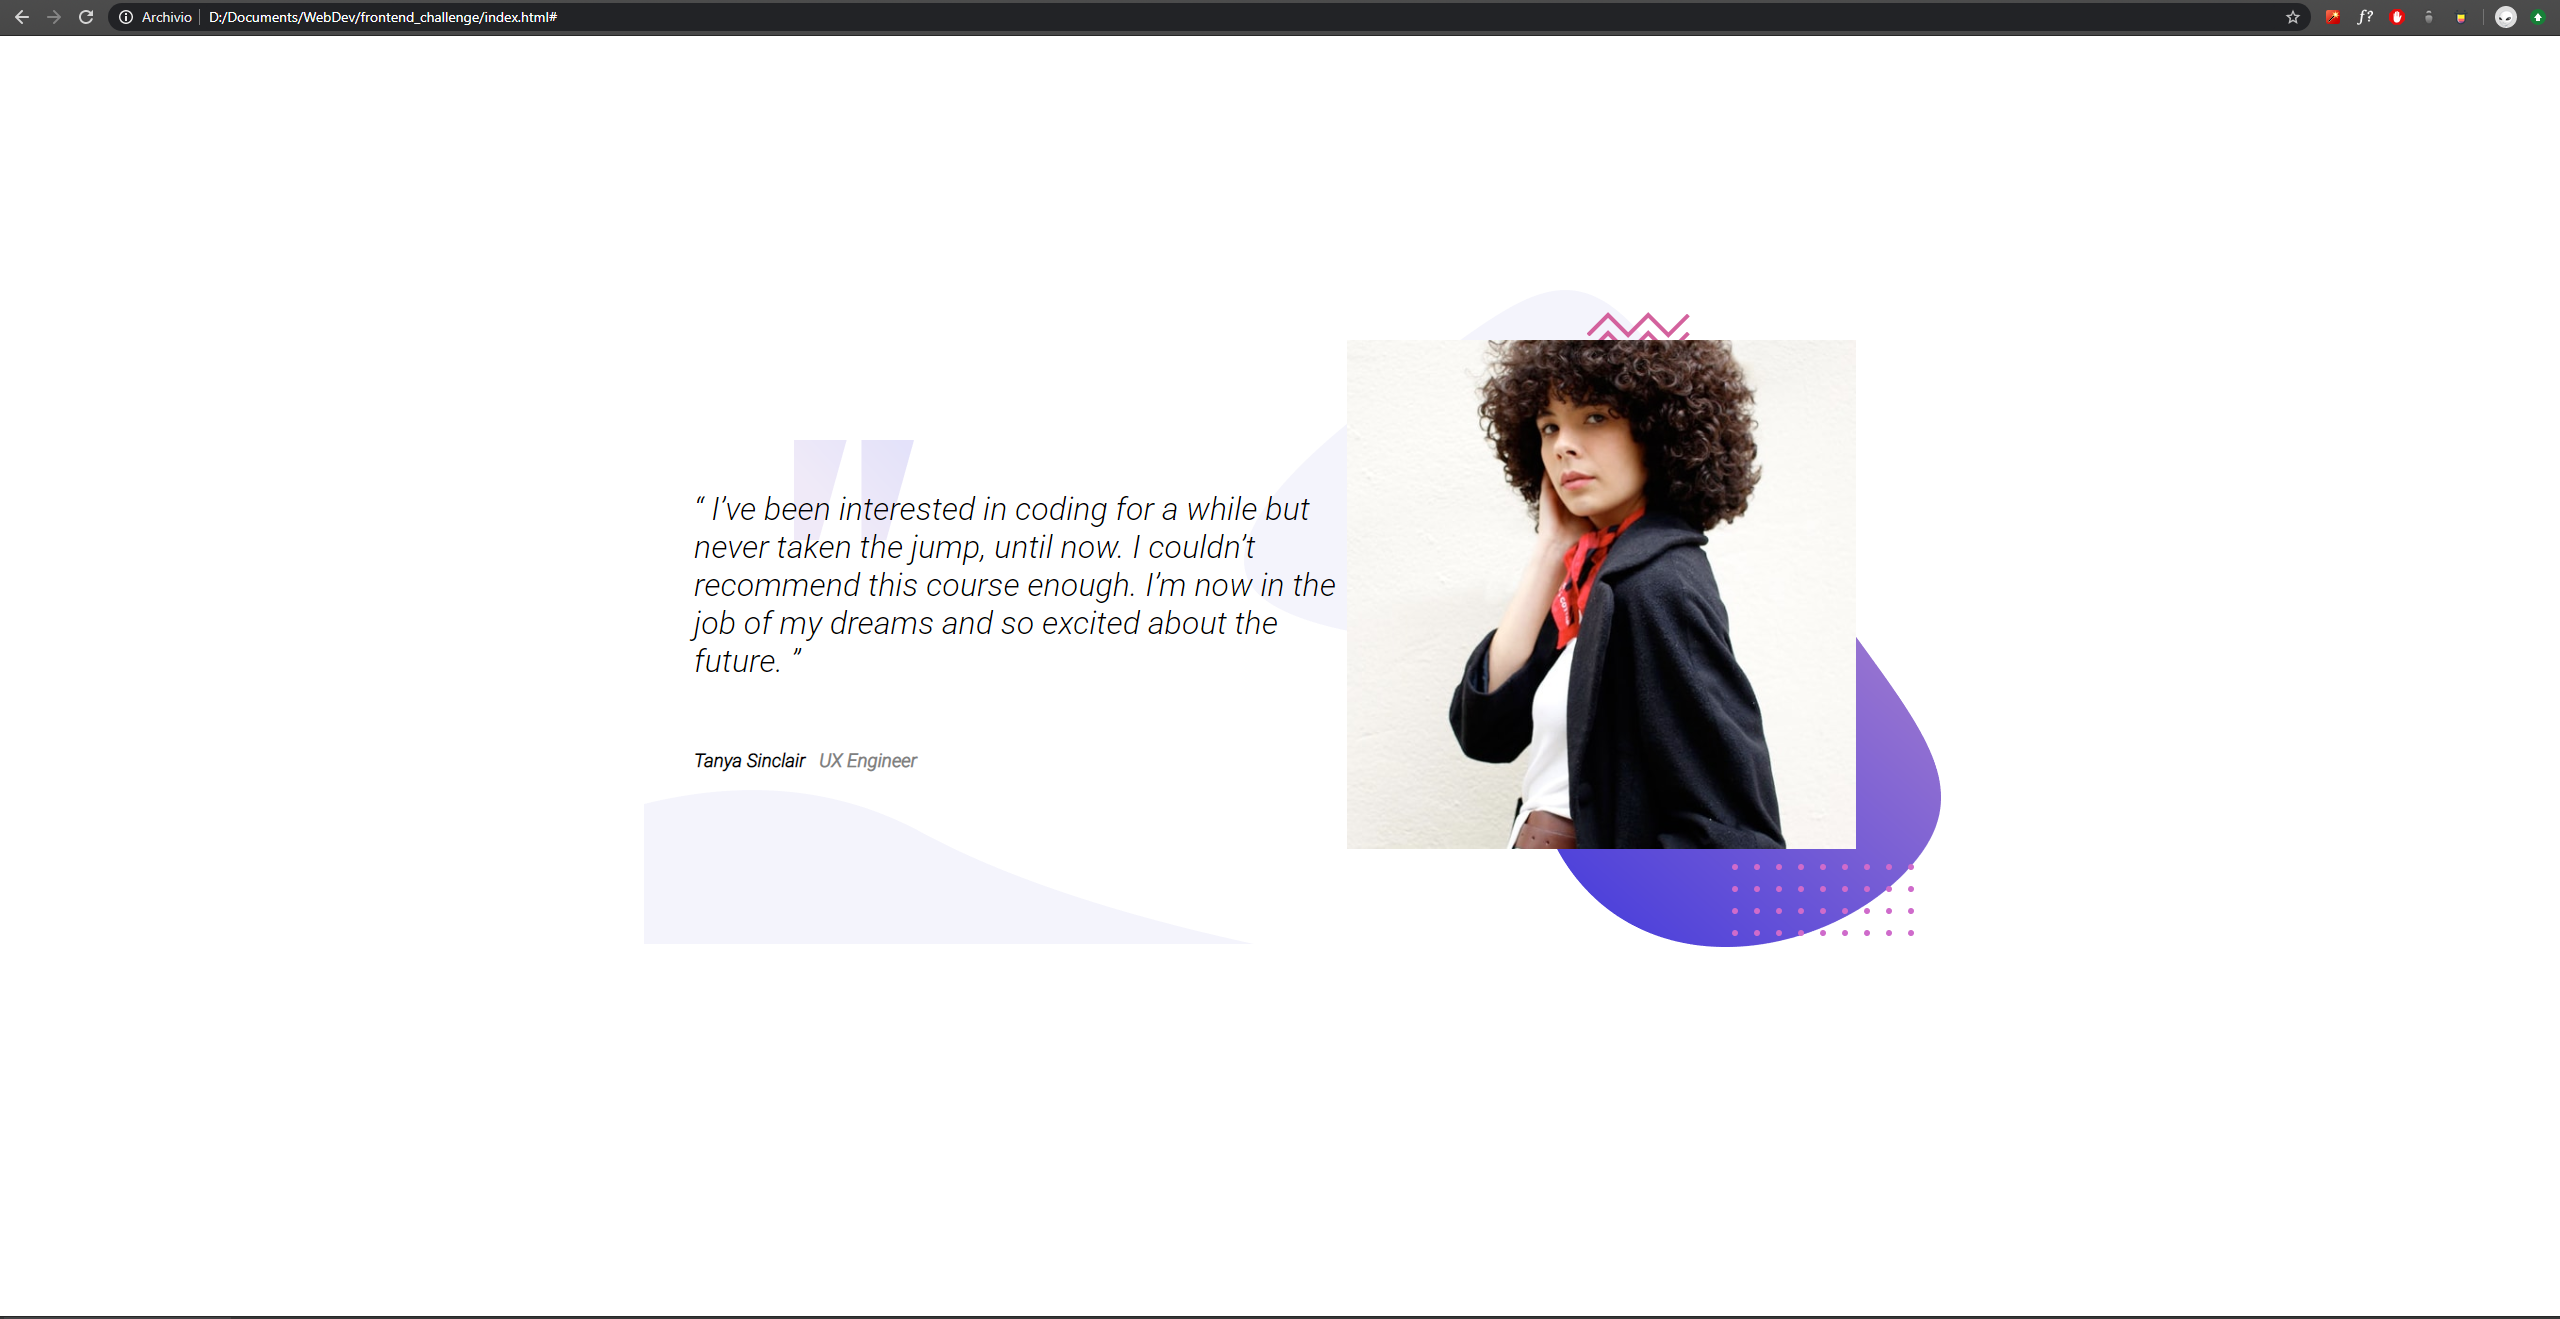 Archivio
D:/Documents/WebDev/frontend_challenge/index.html#
f?
“ I’ve been interested in coding for a while but
never taken the jump, until now. I couldn’t
recommend this course enough. I’m now in the
job of my dreams and so excited about the
future. ”
Tanya Sinclair UX Engineer